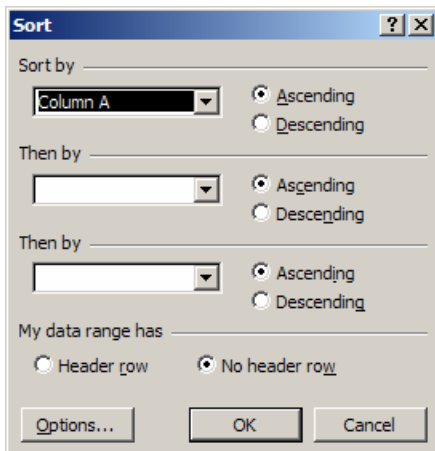 Sort
Sort by
Column A
Ascending
Descending
Then by
Ascending
Descending
Then by
Ascending
Descending
My data range has
Header row
No header row
Options...
OK
Cancel